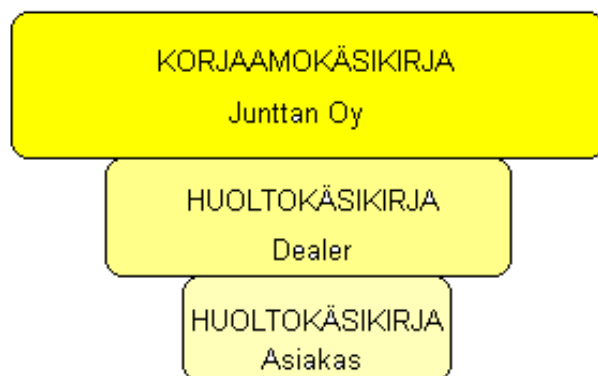 KORJAAMOKÄSIKIRJA
Junttan Oy
HUOLTOKÄSIKIRJA
Dealer
HUOLTOKÄSIKIRJA
Asiakas